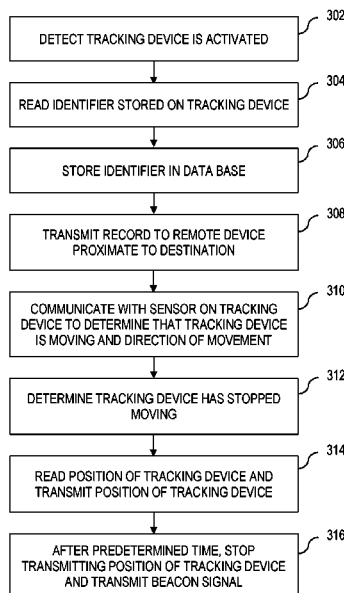 302
DETECT TRACKING DEVICE IS ACTIVATED
304
READ IDENTIFIER STORED ON TRACKING DEVICE
306
STORE IDENTIFIER IN DATA BASE
308
TRANSMIT RECORD TO REMOTE DEVICE
PROXIMATE TO DESTINATION
310
COMMUNICATE WITH SENSOR ON TRACKING
DEVICE TO DETERMINE THAT TRACKING DEVICE
IS MOVING AND DIRECTION OF MOVEMENT
312
DETERMINE TRACKING DEVICE HAS STOPPED
MOVING
314
READ POSITION OF TRACKING DEVICE AND
TRANSMIT POSITION OF TRACKING DEVICE
316
AFTER PREDETERMINED TIME, STOP
TRANSMITTING POSITION OF TRACKING DEVICE
AND TRANSMIT BEACON SIGNAL